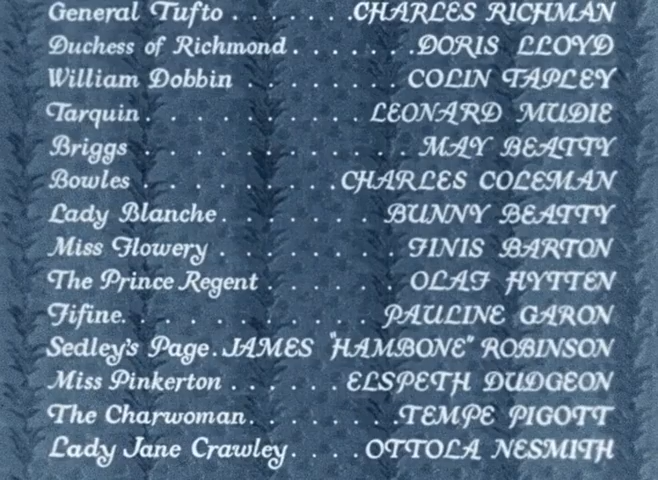 General Tufto . . . . . . .CHARLES RICHMAN
Duchess of Richmond . . . . . . .DORIS LLOYD
William Dobbin . . . . . . . . COLIN TAPLEY
Tarquin . . . . . . . . . . . LEONARD MUDIE
Briggs . . . . . . . . . . . . . MAY BEATTY
Bowles . . . . . . . . . .CHARLES COLEMAN
Lady Blanche . . . . . . . . BUNNY BEATTY
Miss Flowery . . . . . . . . . FINIS BARTON
The Prince Regent . . . . . . . OLAF HYTTEN
Fifine. . . . . . . . . . . . PAULINE GARON
Sedley's Page . JAMES "HAMBONE" ROBINSON
Miss Pinkerton . . . . . . ELSPETH DUDGEON
The Charwoman . . . . . . . .TEMPE PIGOTT
Lady Jane Crawley . . . . OTTOLA NESMITH